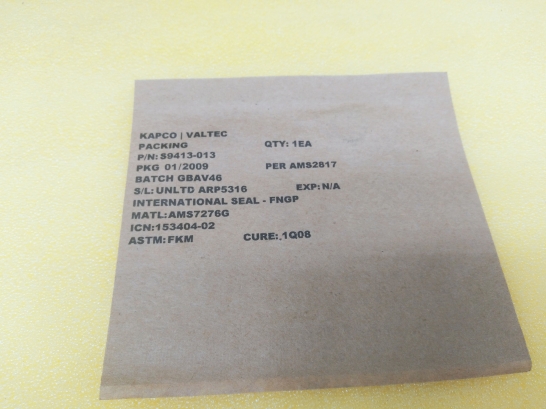 KAPCO | VALTEC
PACKING QTY: 1EA
P/N: S9413-013
PKG 01/2009 PER AMS2817
BATCH GBAV46
S/L: UNLTD ARP5316 EXP: N/A
INTERNATIONAL SEAL - FNGP
MATL: AMS7276G
ICN: 153404-02
ASTM: FKM CURE: 1Q08